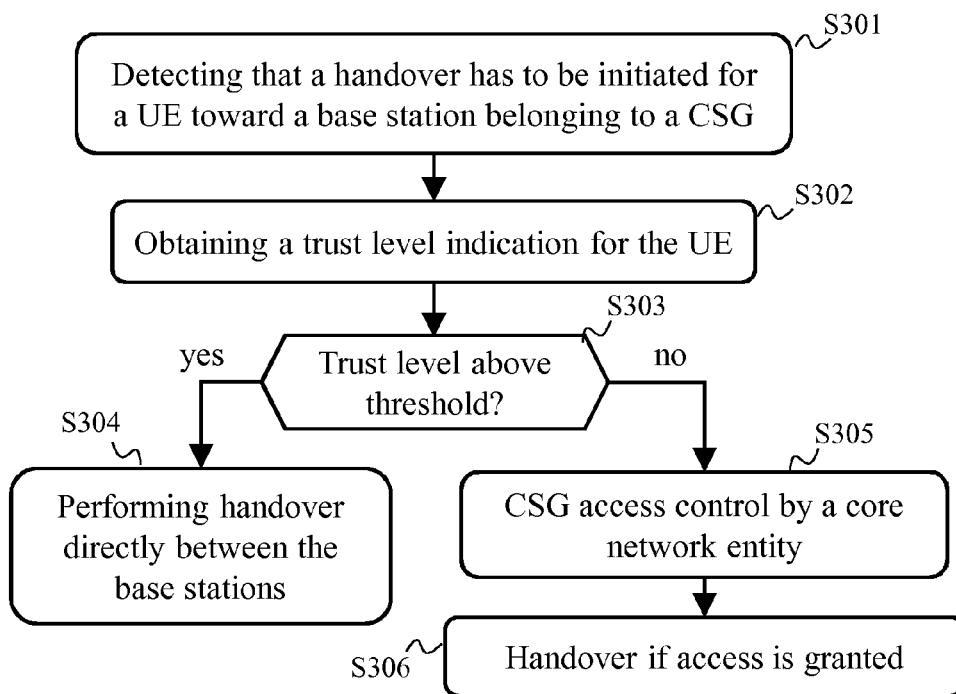 S301
Detecting that a handover has to be initiated for
a UE toward a base station belonging to a CSG
S302
Obtaining a trust level indication for the UE
S303
yes
Trust level above
threshold?
no
S304
Performing handover
directly between the
base stations
S305
CSG access control by a core
network entity
S306
Handover if access is granted